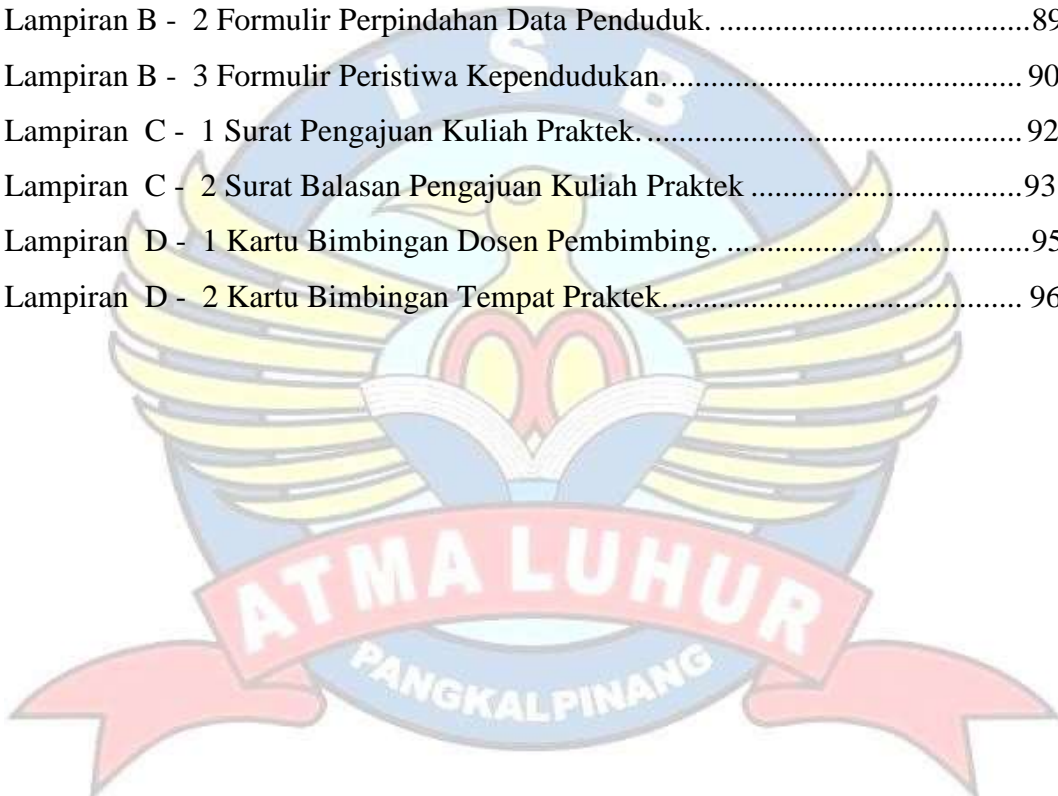 Lampiran B - 2 Formulir Perpindahan Data Penduduk. .....................................89
Lampiran B - 3 Formulir Peristiwa Kependudukan. .......................................... 90
Lampiran C - 1 Surat Pengajuan Kuliah Praktek. ............................................. 92
Lampiran C - 2 Surat Balasan Pengajuan Kuliah Praktek ................................93
Lampiran D - 1 Kartu Bimbingan Dosen Pembimbing. ....................................95
Lampiran D - 2 Kartu Bimbingan Tempat Praktek........................................... 96
I S B
ATMA LUHUR
PANGKALPINANG